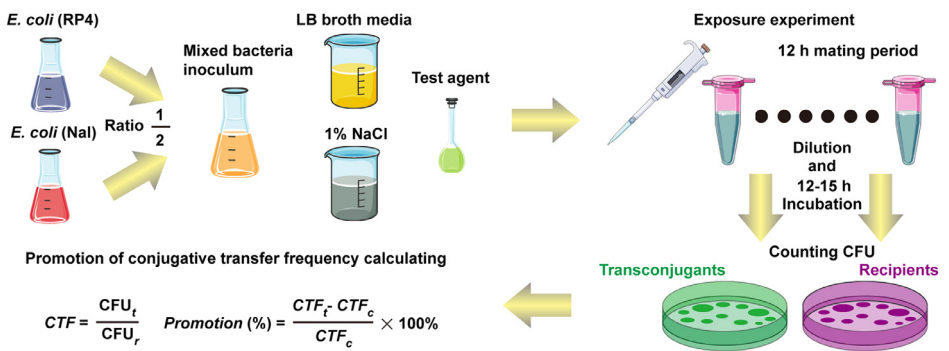 E. coli (RP4)
E. coli (Nal)
Ratio 1/2
Mixed bacteria
inoculum
LB broth media
1% NaCl
Test agent
Exposure experiment
12 h mating period
Dilution
and
12-15 h
Incubation
Counting CFU
Transconjugants
Recipients
Promotion of conjugative transfer frequency calculating
CTF = CFUt / CFUr
Promotion (%) = CTFt- CTFc / CTFc × 100%